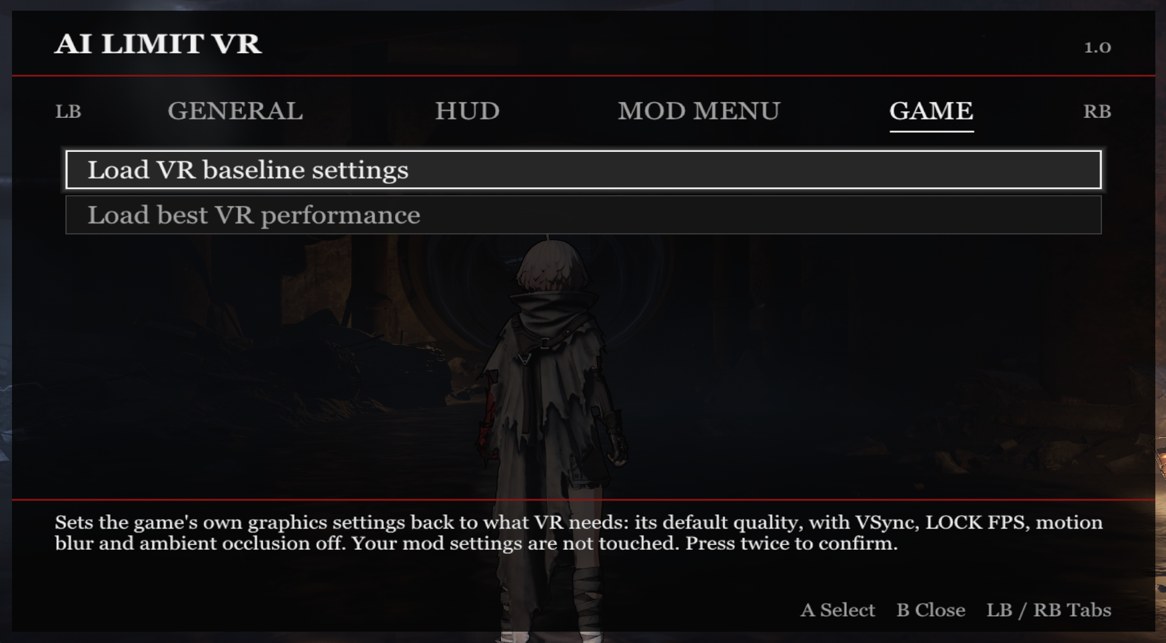 AI LIMIT VR
1.0
LB GENERAL HUD MOD MENU GAME RB
Load VR baseline settings
Load best VR performance
Sets the game's own graphics settings back to what VR needs: its default quality, with VSync, LOCK FPS, motion
blur and ambient occlusion off. Your mod settings are not touched. Press twice to confirm.
A Select B Close LB / RB Tabs